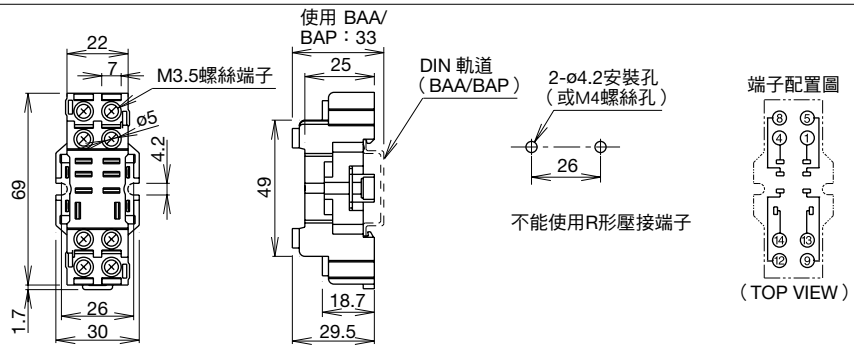 使用 BAA/
BAP：33
22
7
M3.5螺絲端子
25
DIN 軌道
（BAA/BAP）
2-ø4.2安裝孔
（或M4螺絲孔）
端子配置圖
ø5
4.2
69
49
26
不能使用R形壓接端子
8 5
4 1
14 13
12 9
（TOP VIEW）
1.7
26
30
18.7
29.5